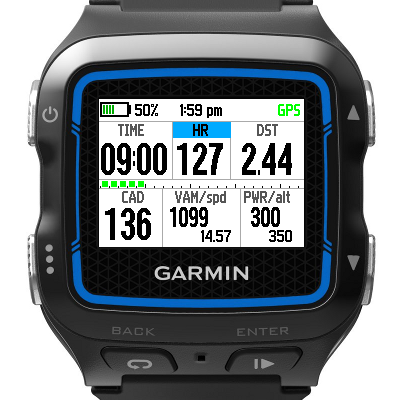 50% 1:59 pm GPS
TIME HR DST
09:00 127 2.44
CAD VAM/spd PWR/alt
136 1099 300
14.57 350
GARMIN
BACK ENTER